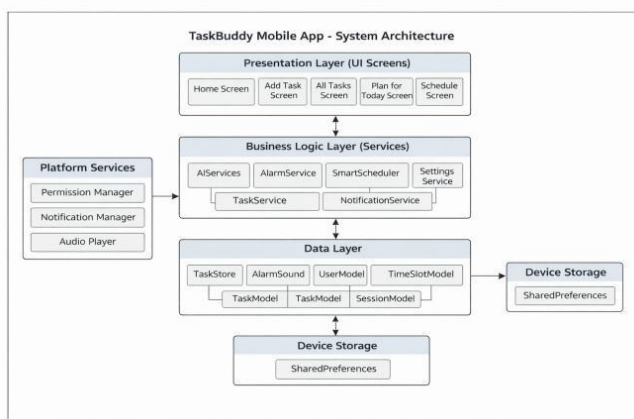 TaskBuddy Mobile App - System Architecture
Presentation Layer (UI Screens)
Home Screen
Add Task
Screen
All Tasks
Screen
Plan for
Today Screen
Schedule
Screen
Business Logic Layer (Services)
AIServices
AlarmService
SmartScheduler
Settings
Service
TaskService
NotificationService
Platform Services
Permission Manager
Notification Manager
Audio Player
Data Layer
TaskStore
AlarmSound
UserModel
TimeSlotModel
TaskModel
TaskModel
SessionModel
Device Storage
SharedPreferences
Device Storage
SharedPreferences